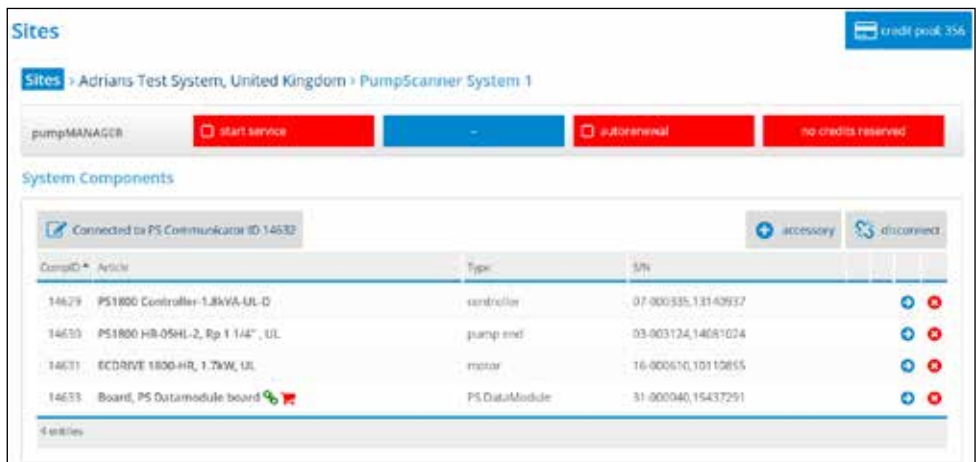 Sites
credit pool: 356
Sites › Adrians Test System, United Kingdom › PumpScanner System 1
pumpMANAGER start service - autorenewal no credits reserved
System Components
Connected to PS Communicator ID 14632 accessory disconnect
CompID Article Type S/N
14629 PS1800 Controller-1.8kVA-UL-D controller 07-000335,13140937
14630 PS1800 HR-05HL-2, Rp 1 1/4" , UL pump end 03-003124,14081024
14631 ECDRIVE 1800-HR, 1.7kW, UL motor 16-000610,10110855
14633 Board, PS Datamodule board PS DataModule 31-000040,15437291
4 entries